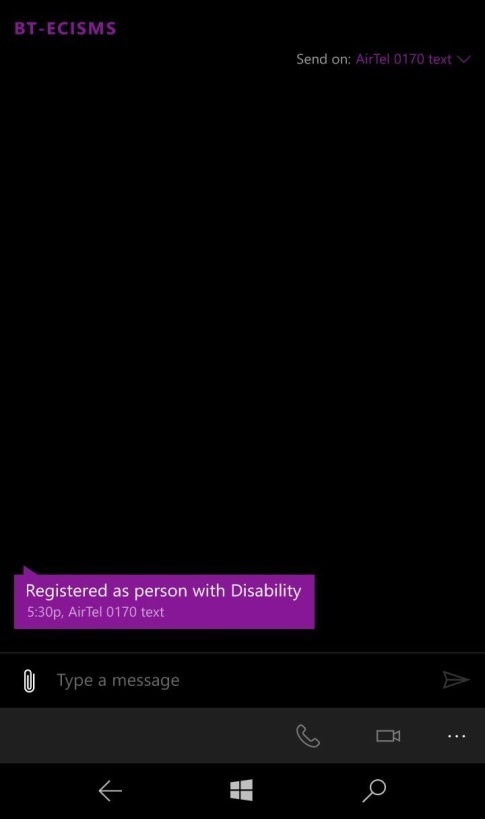 BT-ECISMS
Send on: AirTel 0170 text
Registered as person with Disability
5:30p, AirTel 0170 text
Type a message